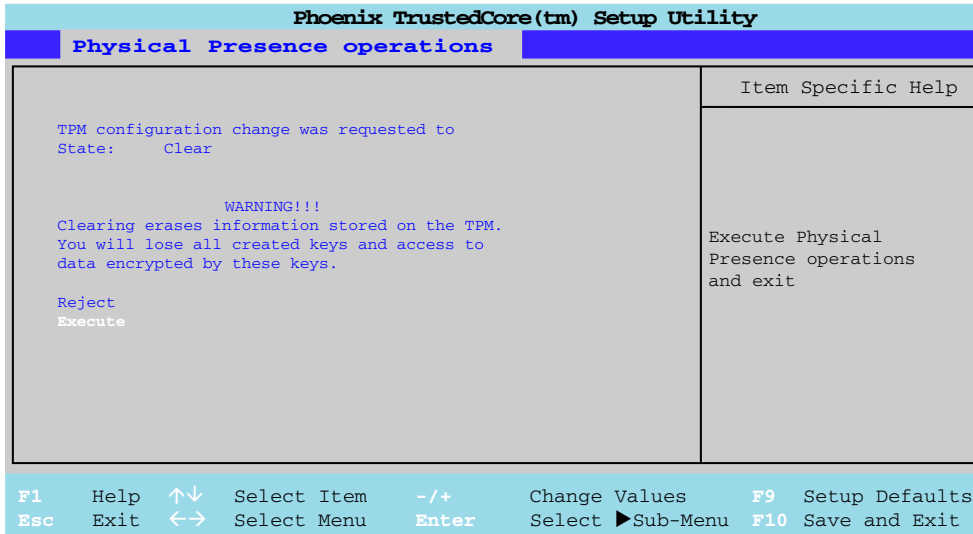 Phoenix TrustedCore(tm) Setup Utility
Physical Presence operations
Item Specific Help
TPM configuration change was requested to
State: Clear
WARNING!!!
Clearing erases information stored on the TPM.
You will lose all created keys and access to
data encrypted by these keys.
Reject
Execute
Execute Physical
Presence operations
and exit
F1 Help ↑↓ Select Item -/+ Change Values F9 Setup Defaults
Esc Exit ←→ Select Menu Enter Select ▶Sub-Menu F10 Save and Exit